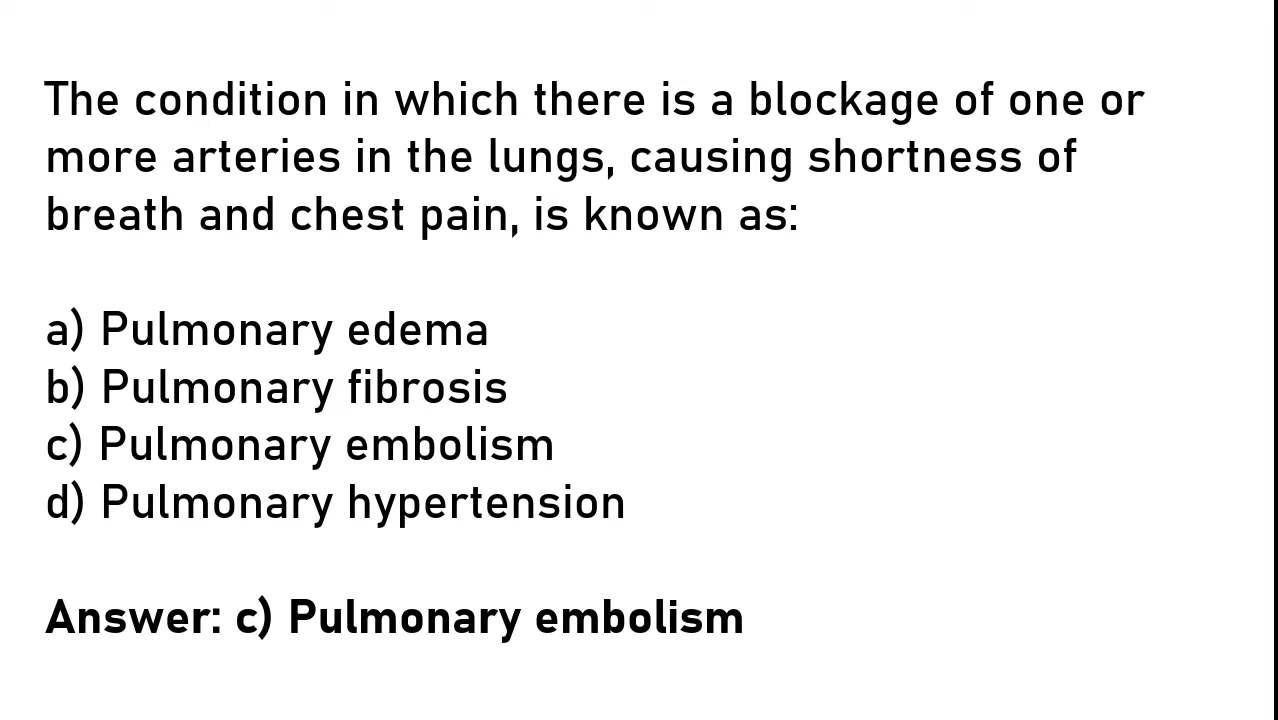 The condition in which there is a blockage of one or
more arteries in the lungs, causing shortness of
breath and chest pain, is known as:
a) Pulmonary edema
b) Pulmonary fibrosis
c) Pulmonary embolism
d) Pulmonary hypertension
Answer: c) Pulmonary embolism